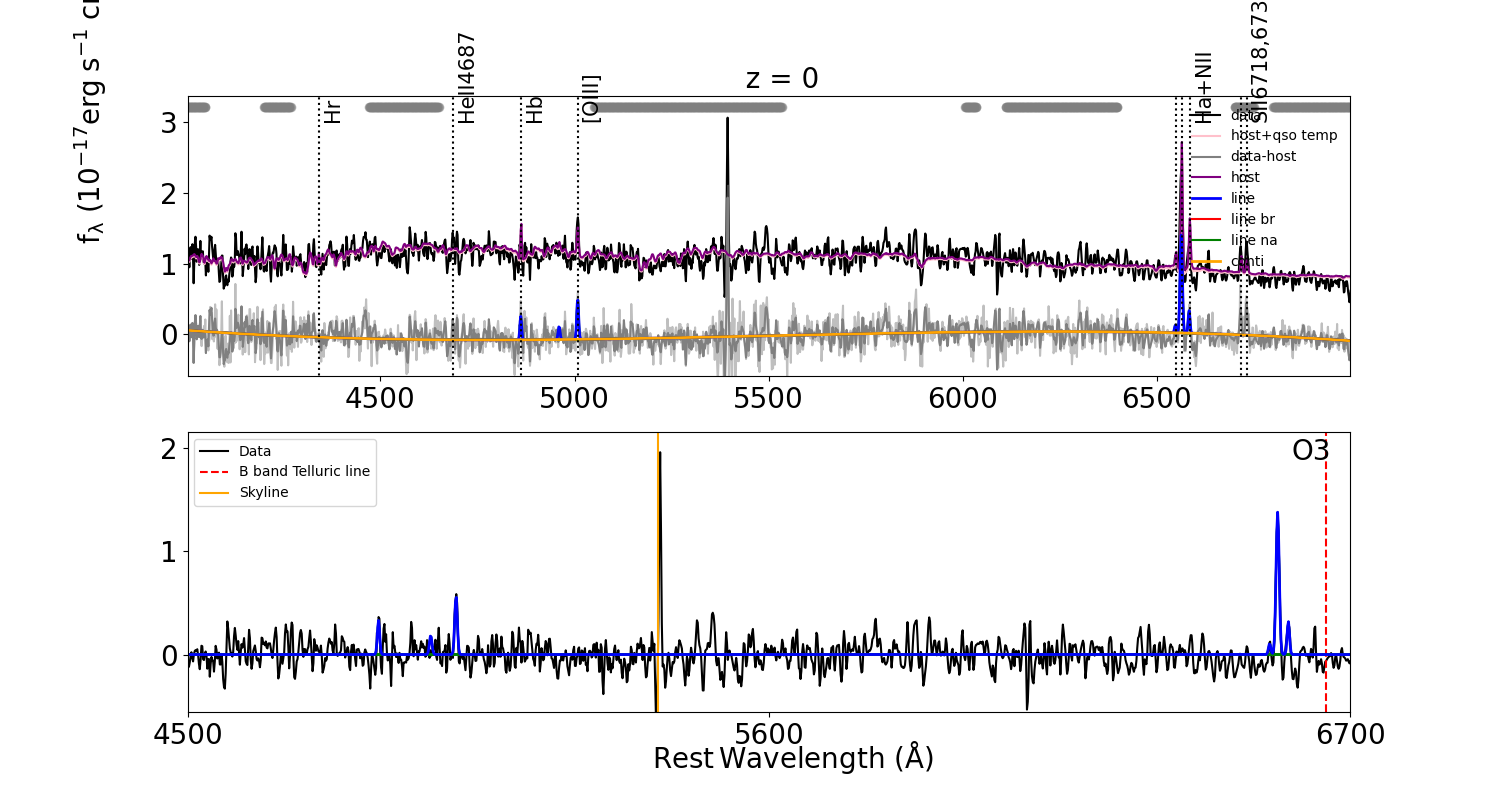 z = 0
fλ (10−17erg s−1 c
Hr
HeII4687
Hb
[OIII]
Ha+NII
SII6718,673
3
2
1
0
data
host+qso temp
data-host
host
line
line br
line na
conti
4500 5000 5500 6000 6500
2
1
0
Data
B band Telluric line
Skyline
O3
4500 5600 6700
Rest Wavelength (Å)